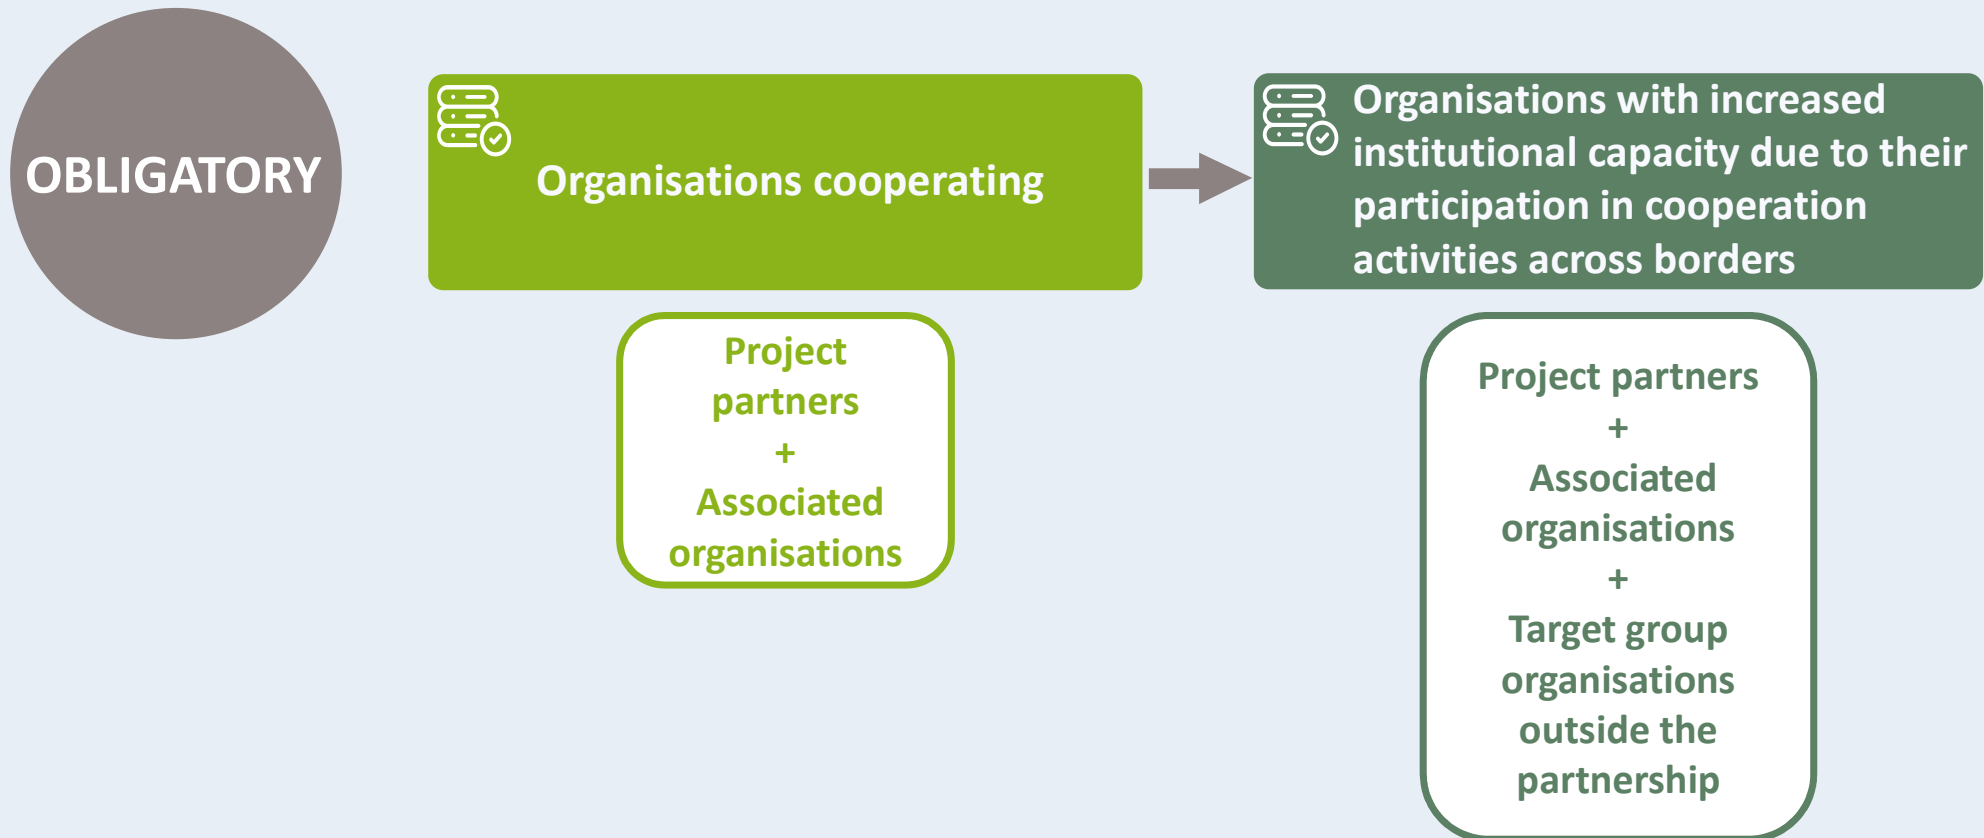 OBLIGATORY
Organisations cooperating
Organisations with increased
institutional capacity due to their
participation in cooperation
activities across borders
Project
partners
+
Associated
organisations
Project partners
+
Associated
organisations
+
Target group
organisations
outside the
partnership